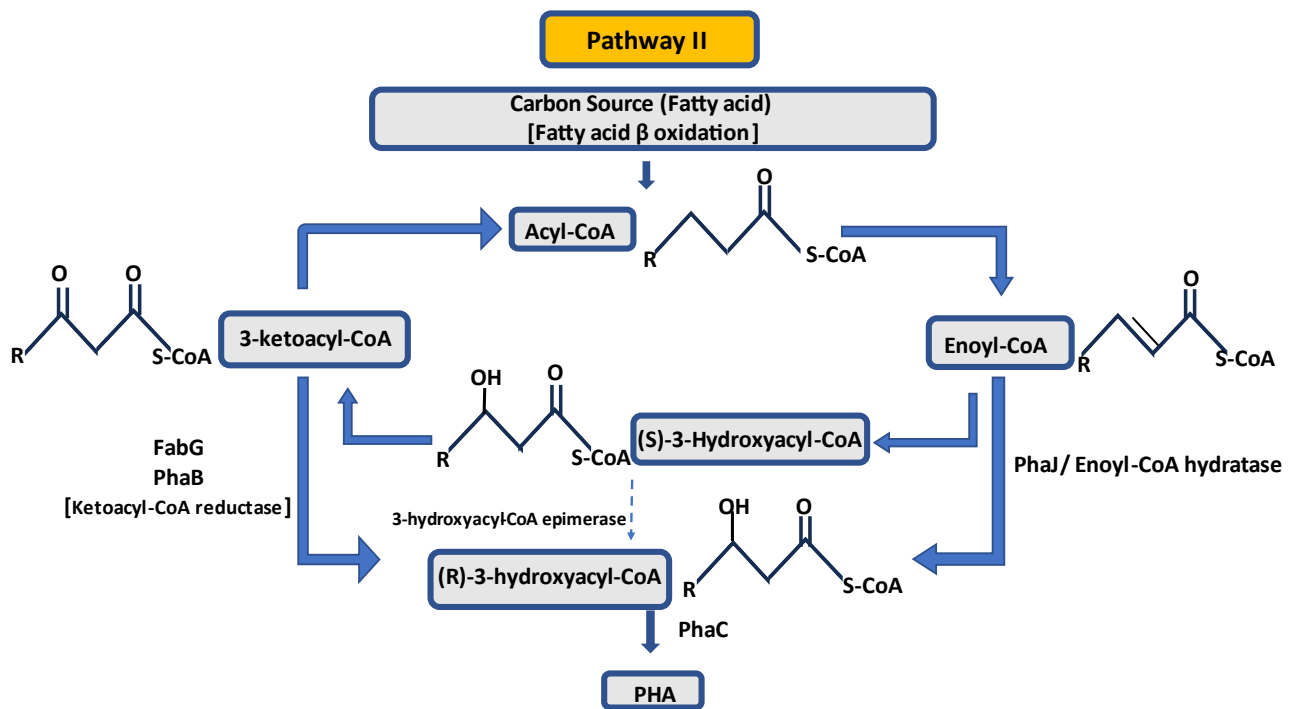 Pathway II
Carbon Source (Fatty acid)
[Fatty acid β oxidation]
O
Acyl-CoA
R
S-CoA
O
O
R
S-CoA
3-ketoacyl-CoA
Enoyl-CoA
O
R
S-CoA
OH
O
R
S-CoA
(S)-3-Hydroxyacyl-CoA
FabG
PhaB
[Ketoacyl-CoA reductase]
PhaJ/ Enoyl-CoA hydratase
3-hydroxyacyl-CoA epimerase
(R)-3-hydroxyacyl-CoA
OH
O
R
S-CoA
PhaC
PHA